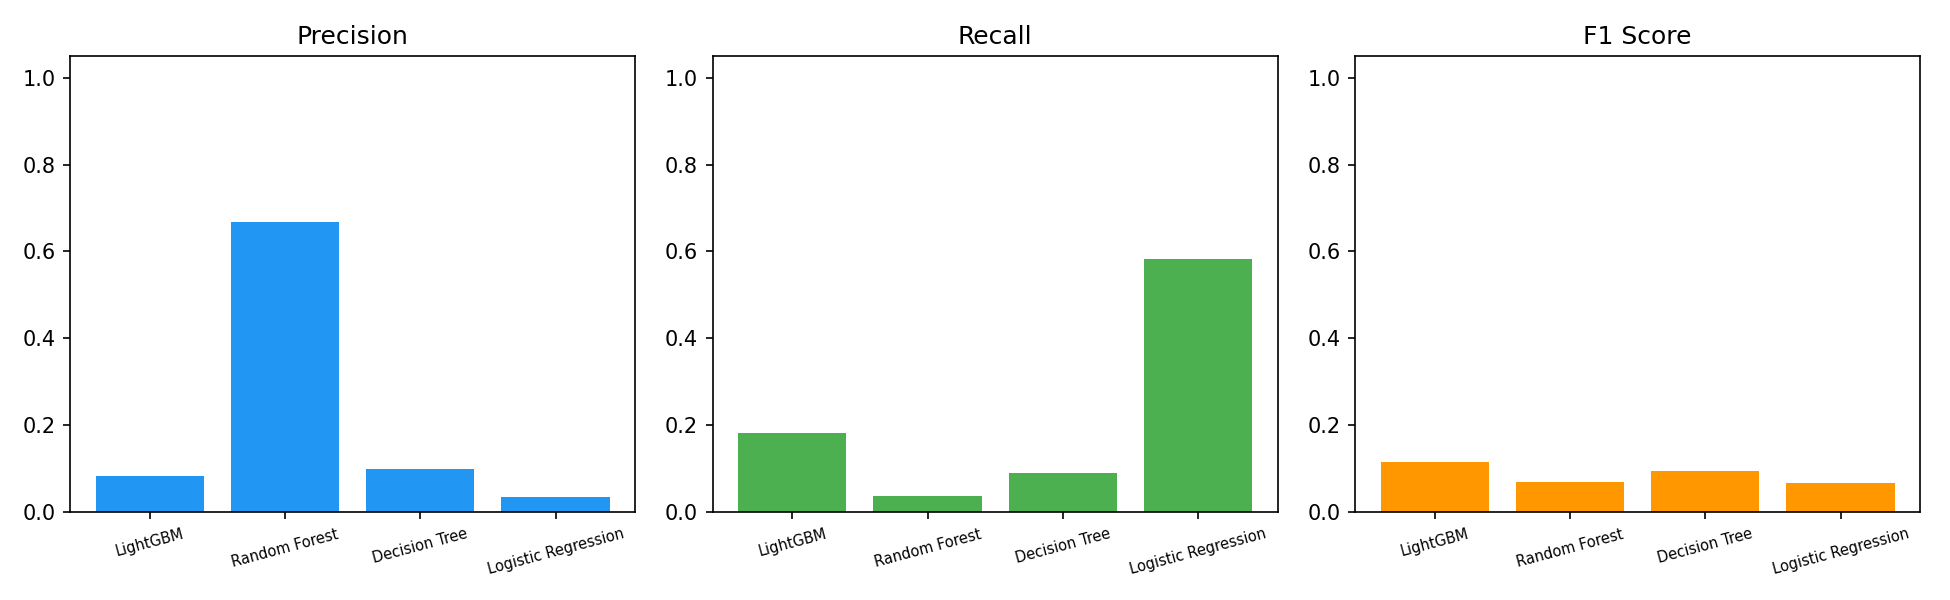 Precision
1.0
0.8
0.6
0.4
0.2
0.0
LightGBM
Random Forest
Decision Tree
Logistic Regression
Recall
1.0
0.8
0.6
0.4
0.2
0.0
LightGBM
Random Forest
Decision Tree
Logistic Regression
F1 Score
1.0
0.8
0.6
0.4
0.2
0.0
LightGBM
Random Forest
Decision Tree
Logistic Regression